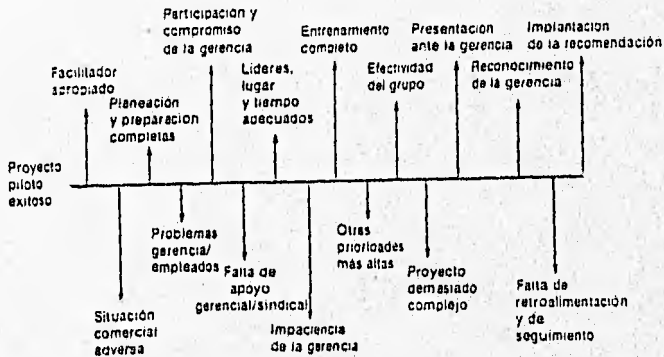 Participación y
compromiso
de la gerencia
Entrenamiento
completo
Presentación
ante la gerencia
Implantación
de la recomendación
Facilitador
apropiado
Planeación
y preparación
completas
Líderes,
lugar
y tiempo
adecuados
Efectividad
del grupo
Reconocimiento
de la gerencia
Proyecto
piloto
exitoso
Problemas
gerencia/
empleados
Falta de
apoyo
gerencial/sindical
Otras
prioridades
más altas
Proyecto
demasiado
complejo
Situación
comercial
adversa
Impaciencia
de la gerencia
Falta de
retroalimentación
y de
seguimiento